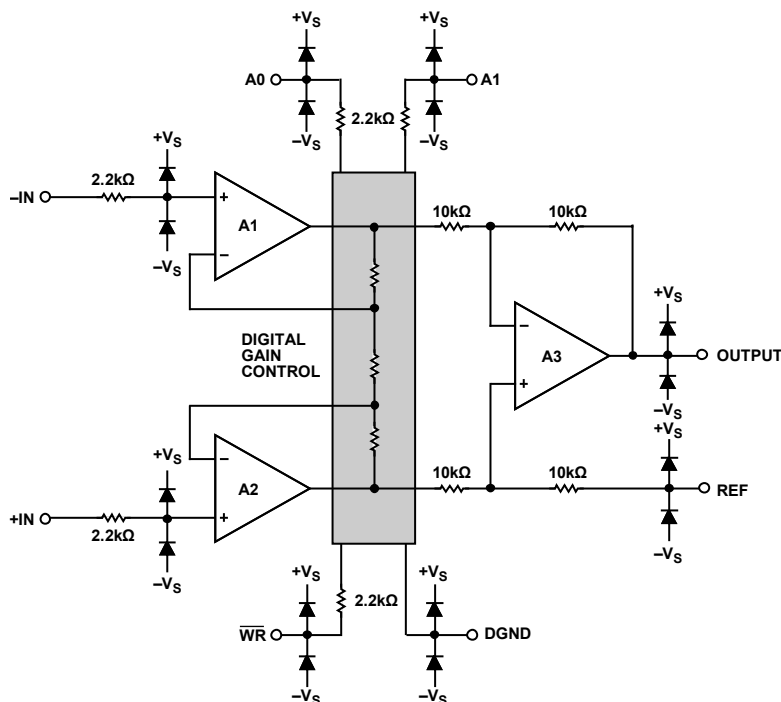 +VS
+VS
A0
A1
2.2kΩ
–VS
–VS
+VS
2.2kΩ
–IN
+
A1
–
–VS
10kΩ
10kΩ
DIGITAL
GAIN
CONTROL
+VS
–
A3
+
OUTPUT
–VS
+VS
+VS
–
A2
+
10kΩ
10kΩ
REF
+IN
2.2kΩ
–VS
–VS
+VS
+VS
2.2kΩ
WR
DGND
–VS
–VS